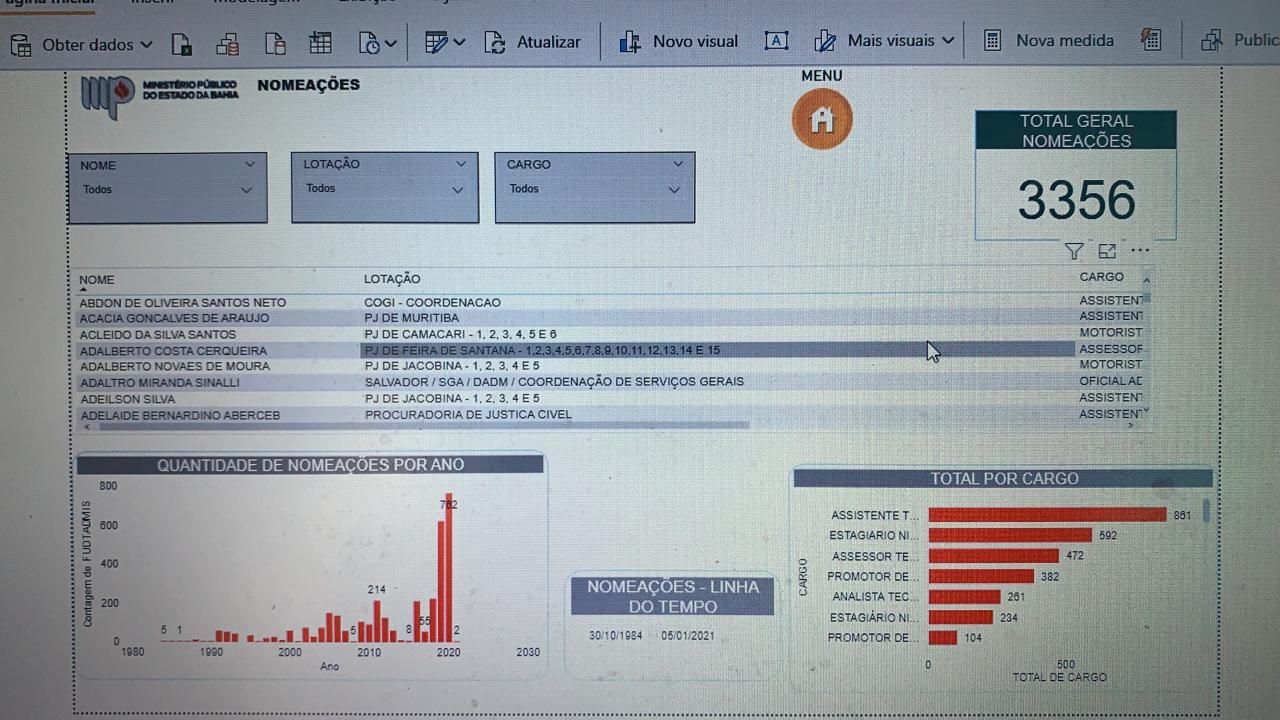 Página Inicial
Obter dados
Atualizar
Novo visual
A
Mais visuais
Nova medida
Public
mp
MINISTÉRIO PÚBLICO
DO ESTADO DA BAHIA
NOMEAÇÕES
MENU
TOTAL GERAL
NOMEAÇÕES
3356
NOME
Todos
LOTAÇÃO
Todos
CARGO
Todos
NOME LOTAÇÃO CARGO
ABDON DE OLIVEIRA SANTOS NETO COGI - COORDENACAO ASSISTENT
ACACIA GONCALVES DE ARAUJO PJ DE MURITIBA ASSISTENT
ACLEIDO DA SILVA SANTOS PJ DE CAMACARI - 1, 2, 3, 4, 5 E 6 MOTORIST
ADALBERTO COSTA CERQUEIRA PJ DE FEIRA DE SANTANA - 1,2,3,4,5,6,7,8,9,10,11,12,13,14 E 15 ASSESSOR
ADALBERTO NOVAES DE MOURA PJ DE JACOBINA - 1, 2, 3, 4 E 5 MOTORIST
ADALTRO MIRANDA SINALLI SALVADOR / SGA / DADM / COORDENAÇÃO DE SERVIÇOS GERAIS OFICIAL AD
ADEILSON SILVA PJ DE JACOBINA - 1, 2, 3, 4 E 5 ASSISTENT
ADELAIDE BERNARDINO ABERCEB PROCURADORIA DE JUSTICA CIVEL ASSISTENT
QUANTIDADE DE NOMEAÇÕES POR ANO
Contagem de FUDTADMIS
800
600
400
200
0
5 1 5 214 8 55 762 2
1980 1990 2000 2010 2020 2030
Ano
NOMEAÇÕES - LINHA
DO TEMPO
30/10/1984 05/01/2021
TOTAL POR CARGO
CARGO
ASSISTENTE T... 861
ESTAGIARIO NI... 592
ASSESSOR TE... 472
PROMOTOR DE... 382
ANALISTA TEC... 261
ESTAGIÁRIO NI... 234
PROMOTOR DE... 104
0 500
TOTAL DE CARGO